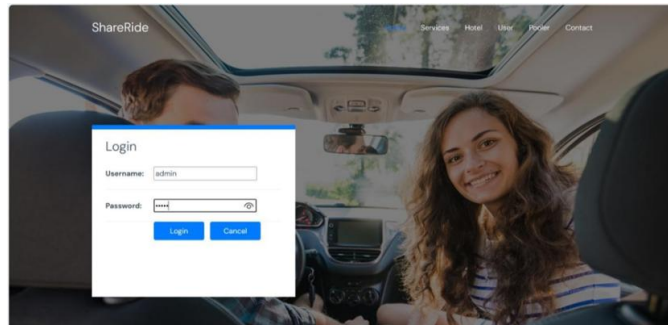 ShareRide
Services Hotel User Pooler Contact
Login
Username: admin
Password: •••••
Login Cancel